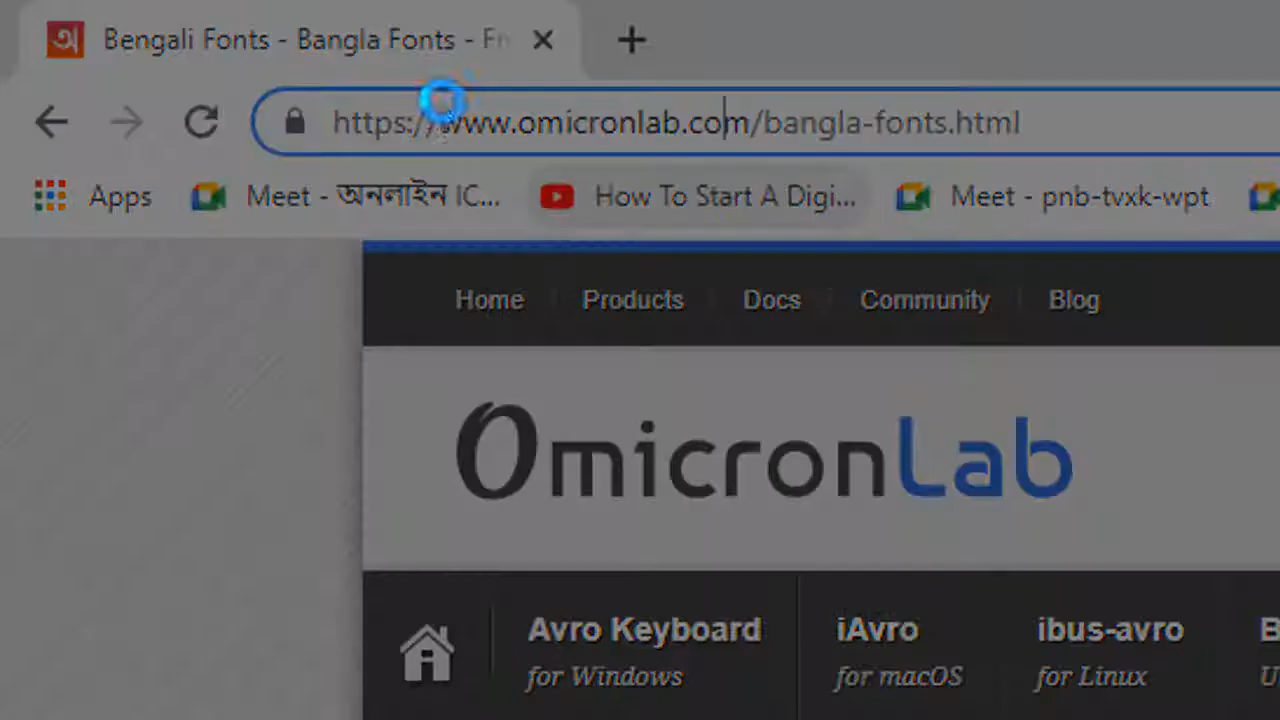 Bengali Fonts - Bangla Fonts -
https://www.omicronlab.com/bangla-fonts.html
Apps Meet - অনলাইন IC... How To Start A Digi... Meet - pnb-tvxk-wpt
Home Products Docs Community Blog
OmicronLab
Avro Keyboard iAvro ibus-avro
for Windows for macOS for Linux